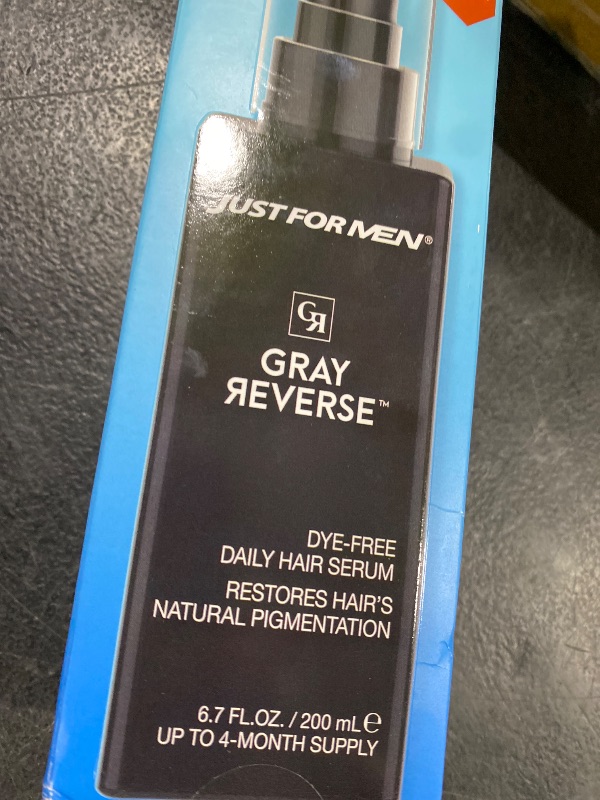 JUST FOR MEN®
GR
GRAY
REVERSE™
DYE-FREE
DAILY HAIR SERUM
RESTORES HAIR'S
NATURAL PIGMENTATION
6.7 FL.OZ. / 200 mL ℮
UP TO 4-MONTH SUPPLY